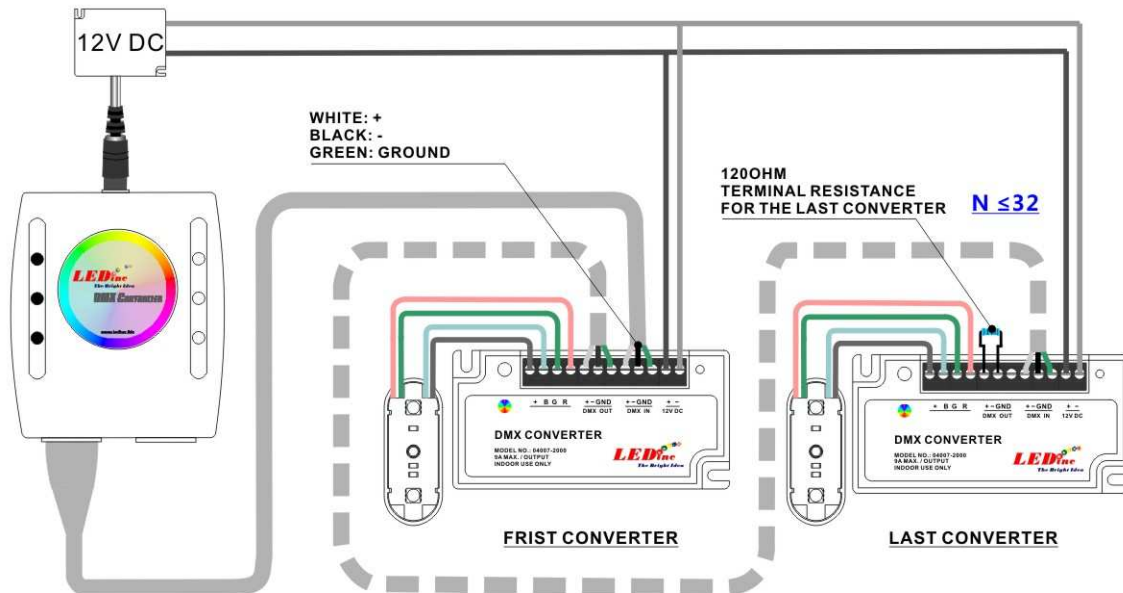 12V DC
WHITE: +
BLACK: -
GREEN: GROUND
120OHM
TERMINAL RESISTANCE
FOR THE LAST CONVERTER
N ≤32
LEDinc
The Bright Idea
DMX CONTROLLER
+ B G R
+−GND
DMX OUT
+−GND
DMX IN
+ −
12V DC
DMX CONVERTER
MODEL NO.: 04007-2000
9A MAX. / OUTPUT
INDOOR USE ONLY
LEDinc
The Bright Idea
FRIST CONVERTER
+ B G R
+−GND
DMX OUT
+−GND
DMX IN
+ −
12V DC
DMX CONVERTER
MODEL NO.: 04007-2000
9A MAX. / OUTPUT
INDOOR USE ONLY
LEDinc
The Bright Idea
LAST CONVERTER